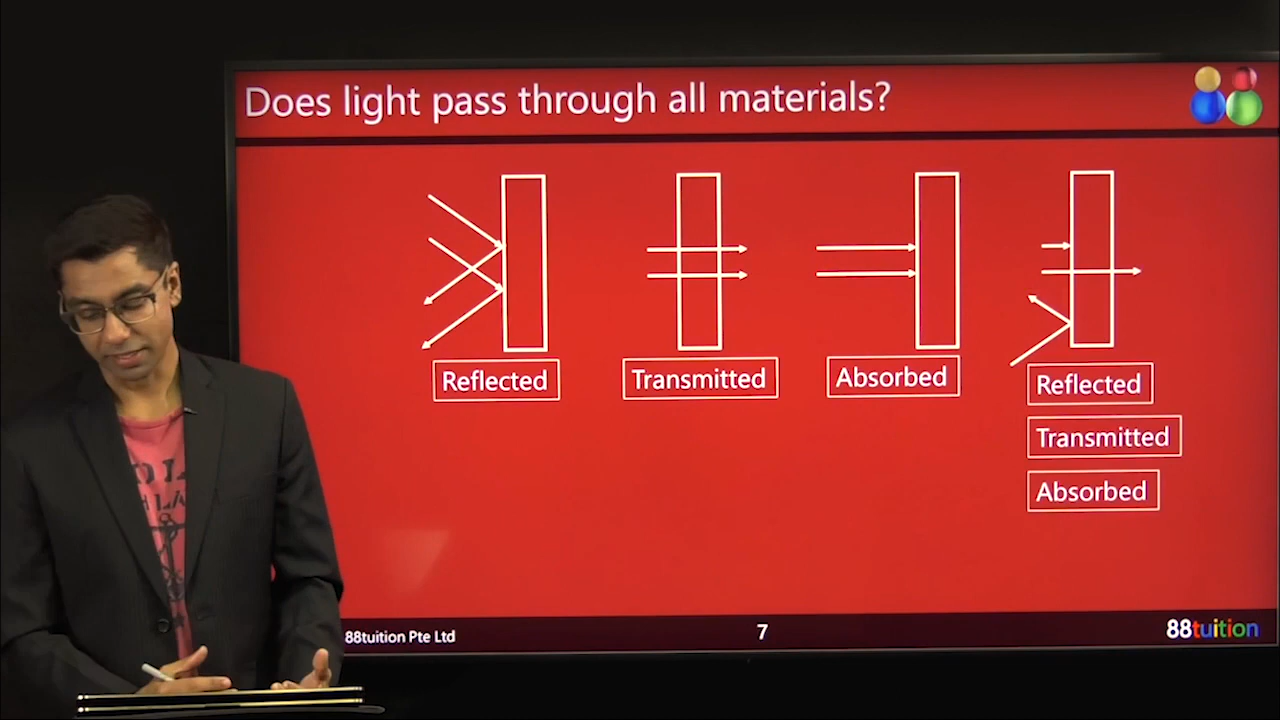 Does light pass through all materials?
Reflected
Transmitted
Absorbed
Reflected
Transmitted
Absorbed
88tuition Pte Ltd
7
88tuition